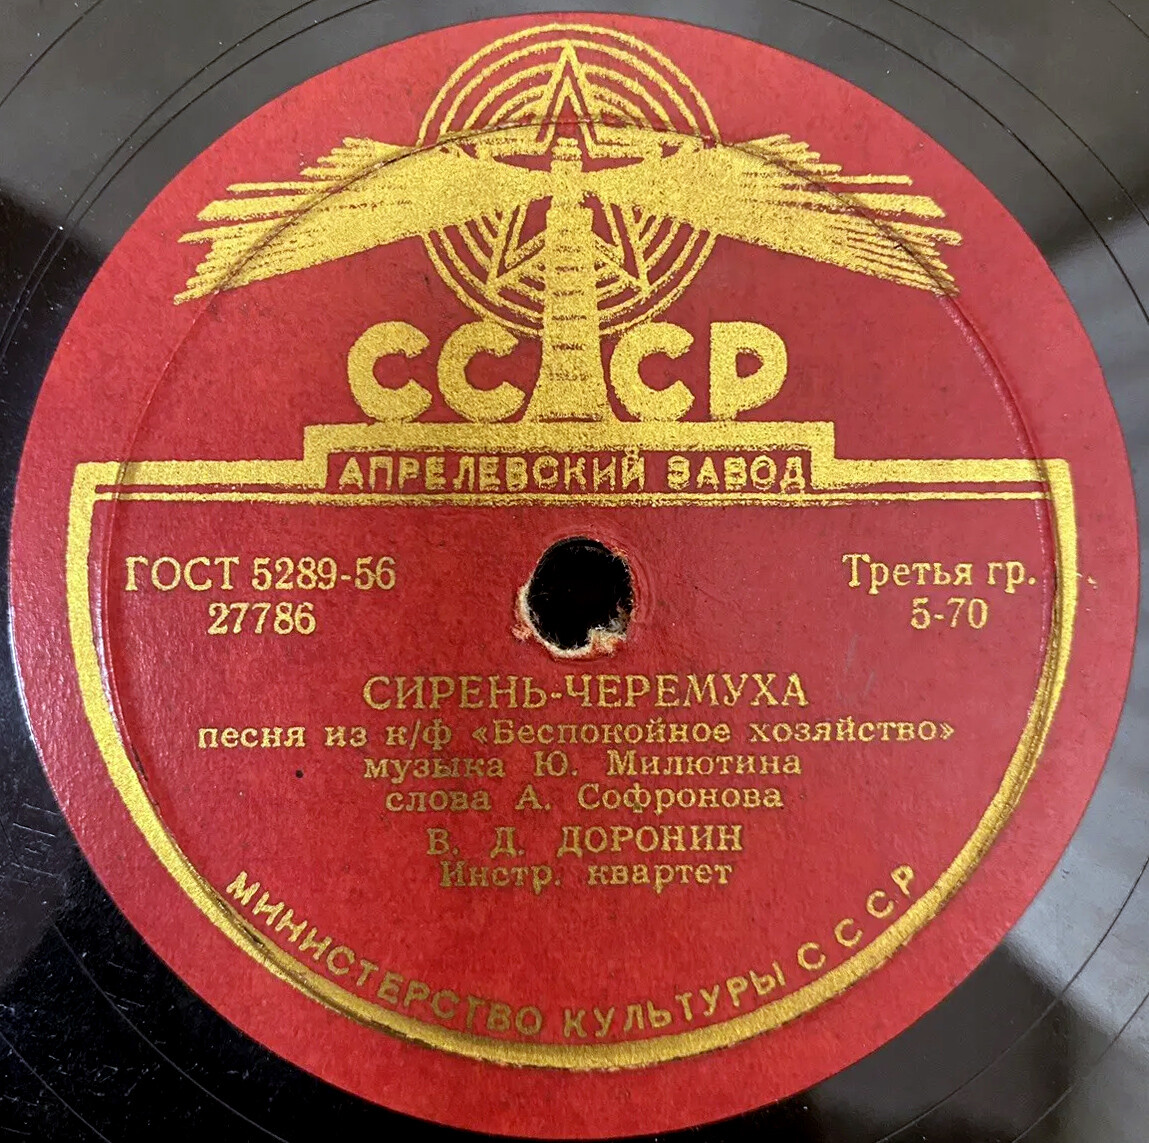 СССР
АПРЕЛЕВСКИЙ ЗАВОД
ГОСТ 5289-56
27786
Третья гр.
5-70
СИРЕНЬ-ЧЕРЕМУХА
песня из к/ф «Беспокойное хозяйство»
музыка Ю. Милютина
слова А. Софронова
В. Д. ДОРОНИН
Инстр. квартет
МИНИСТЕРСТВО КУЛЬТУРЫ СССР